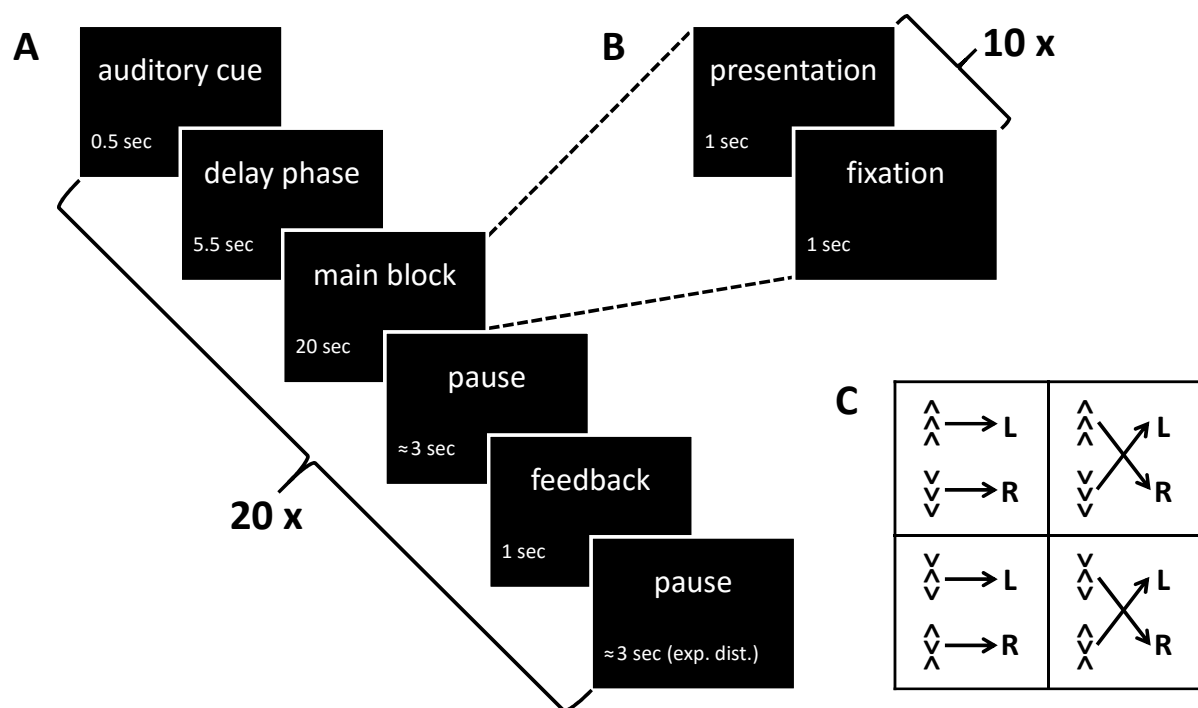 A
auditory cue
0.5 sec
delay phase
5.5 sec
main block
20 sec
pause
≈ 3 sec
feedback
1 sec
pause
≈ 3 sec (exp. dist.)
20 x
B
presentation
1 sec
fixation
1 sec
10 x
C
L
R
L
R
L
R
L
R